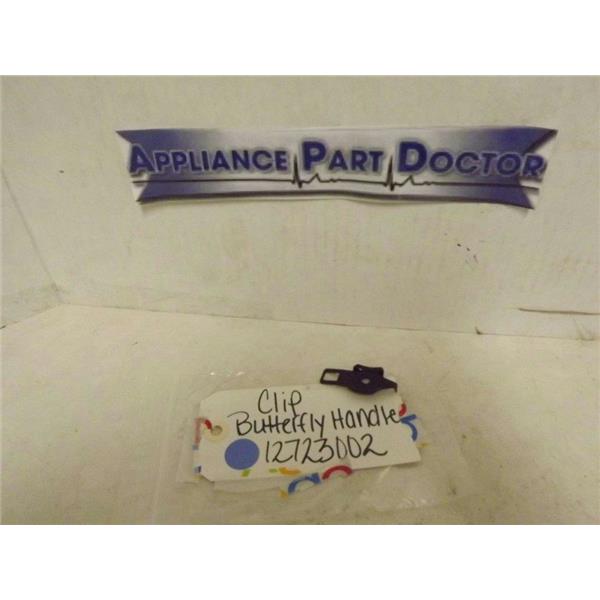 APPLIANCE PART DOCTOR
Clip
Butterfly Handle
12723002